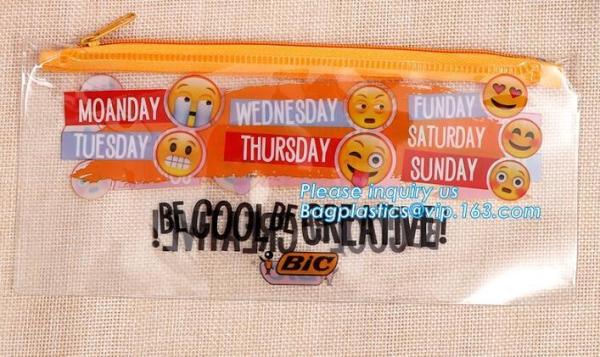 MOANDAY
TUESDAY
WEDNESDAY
THURSDAY
FUNDAY
SATURDAY
SUNDAY
Please inquiry us
Bagplastics@vip.163.com
BE COOL BE CREATIVE!
BiC